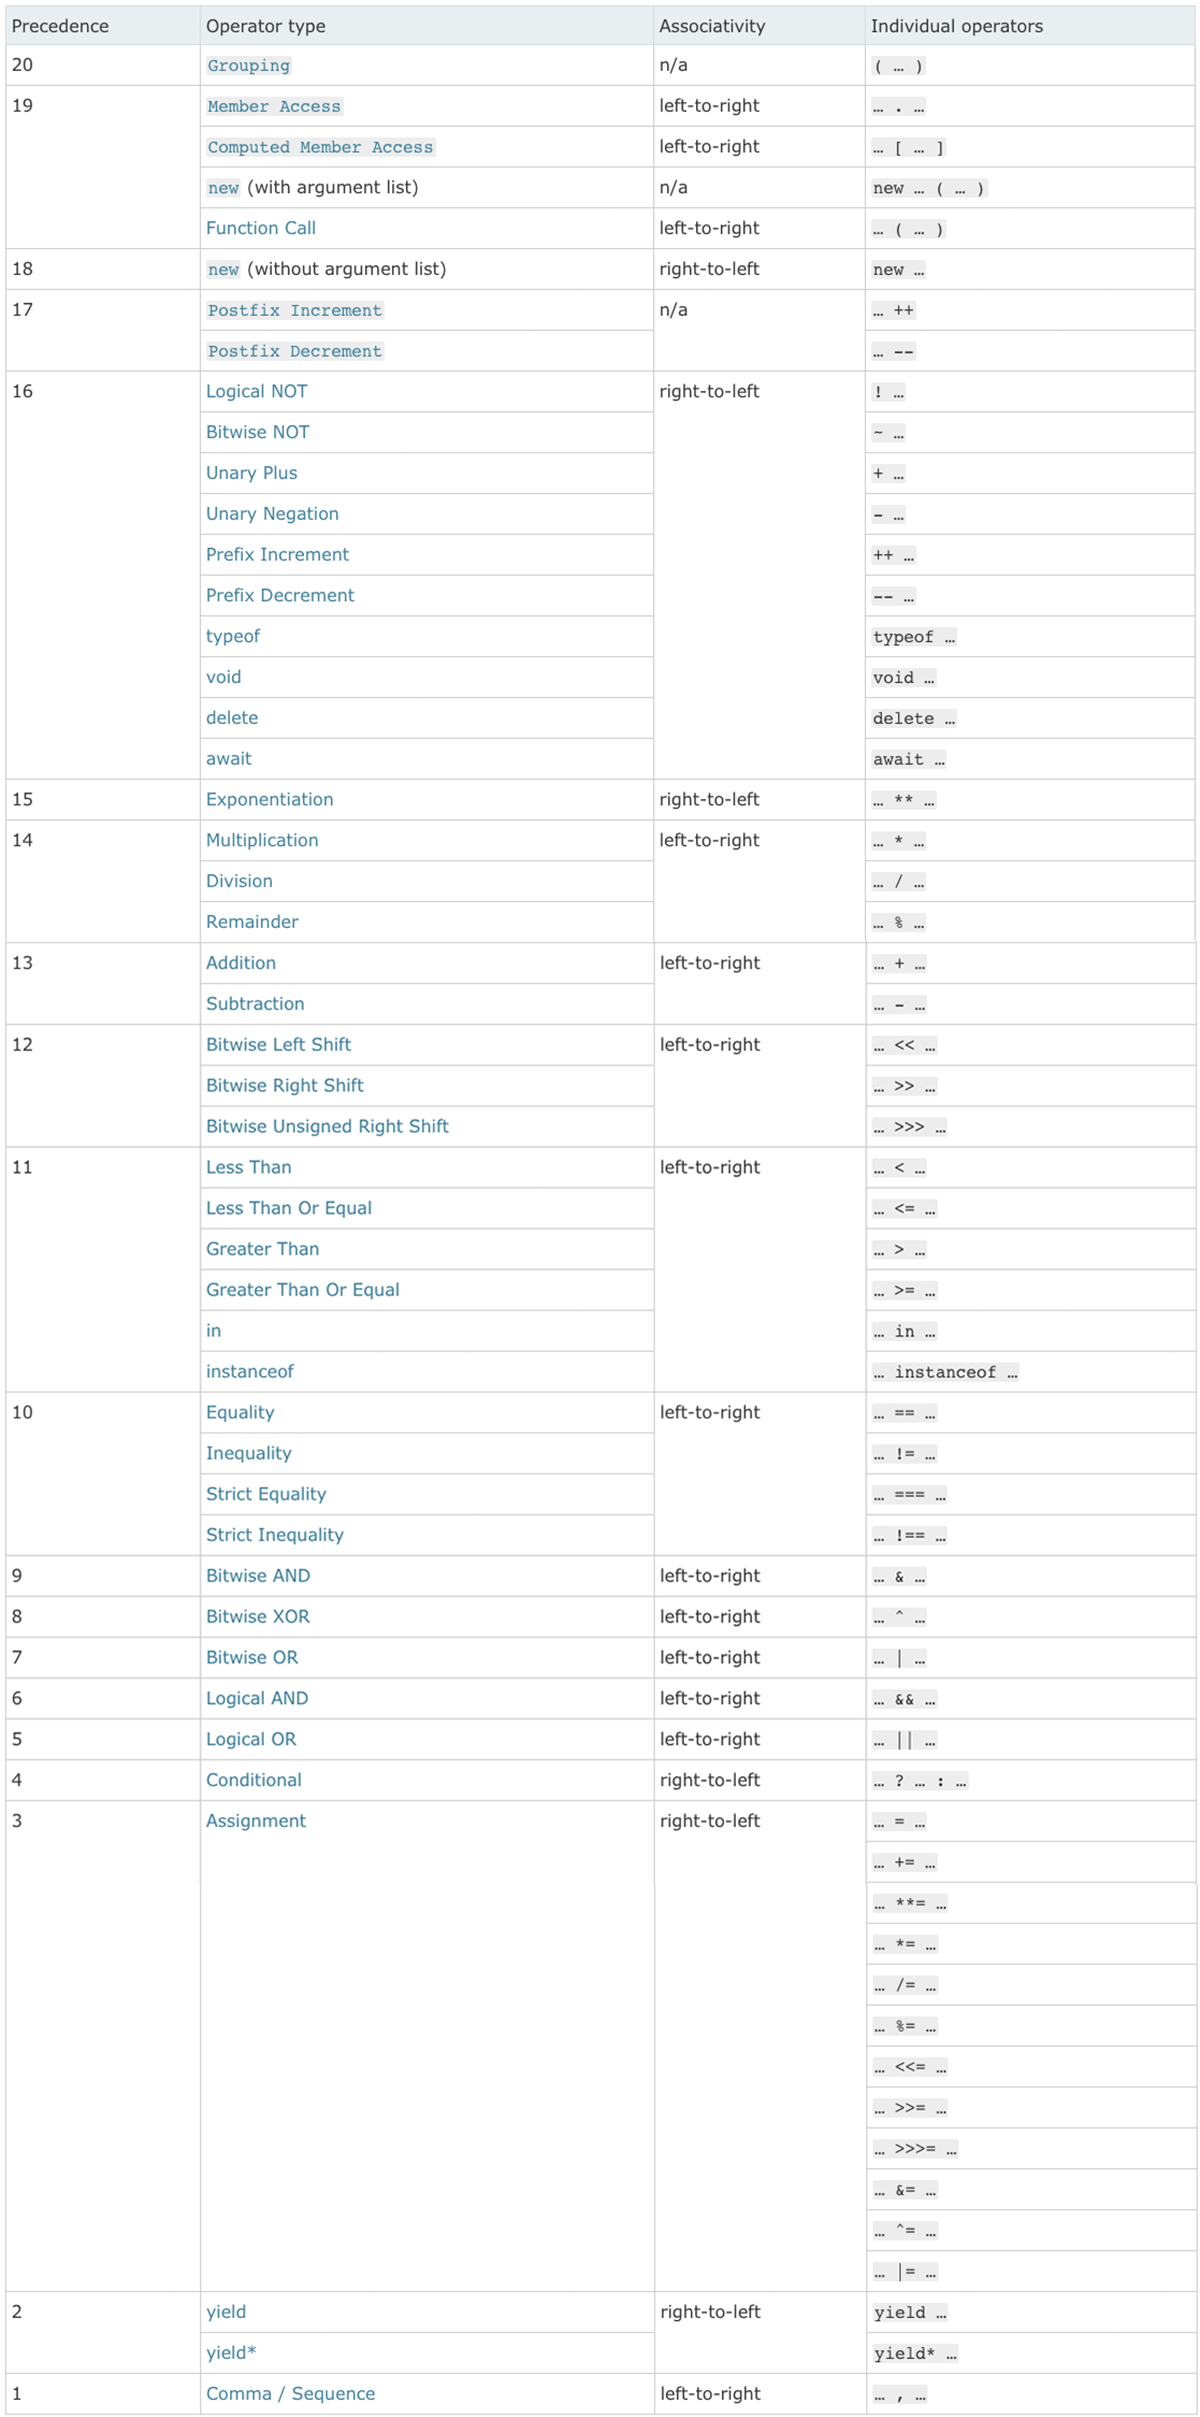 Precedence Operator type Associativity Individual operators
20 Grouping n/a ( … )
19 Member Access left-to-right … . …
Computed Member Access left-to-right … [ … ]
new (with argument list) n/a new … ( … )
Function Call left-to-right … ( … )
18 new (without argument list) right-to-left new …
17 Postfix Increment n/a … ++
Postfix Decrement … --
16 Logical NOT right-to-left ! …
Bitwise NOT ~ …
Unary Plus + …
Unary Negation - …
Prefix Increment ++ …
Prefix Decrement -- …
typeof typeof …
void void …
delete delete …
await await …
15 Exponentiation right-to-left … ** …
14 Multiplication left-to-right … * …
Division … / …
Remainder … % …
13 Addition left-to-right … + …
Subtraction … - …
12 Bitwise Left Shift left-to-right … << …
Bitwise Right Shift … >> …
Bitwise Unsigned Right Shift … >>> …
11 Less Than left-to-right … < …
Less Than Or Equal … <= …
Greater Than … > …
Greater Than Or Equal … >= …
in … in …
instanceof … instanceof …
10 Equality left-to-right … == …
Inequality … != …
Strict Equality … === …
Strict Inequality … !== …
9 Bitwise AND left-to-right … & …
8 Bitwise XOR left-to-right … ^ …
7 Bitwise OR left-to-right … | …
6 Logical AND left-to-right … && …
5 Logical OR left-to-right … || …
4 Conditional right-to-left … ? … : …
3 Assignment right-to-left … = …
… += …
… **= …
… *= …
… /= …
… %= …
… <<= …
… >>= …
… >>>= …
… &= …
… ^= …
… |= …
2 yield right-to-left yield …
yield* yield* …
1 Comma / Sequence left-to-right … , …